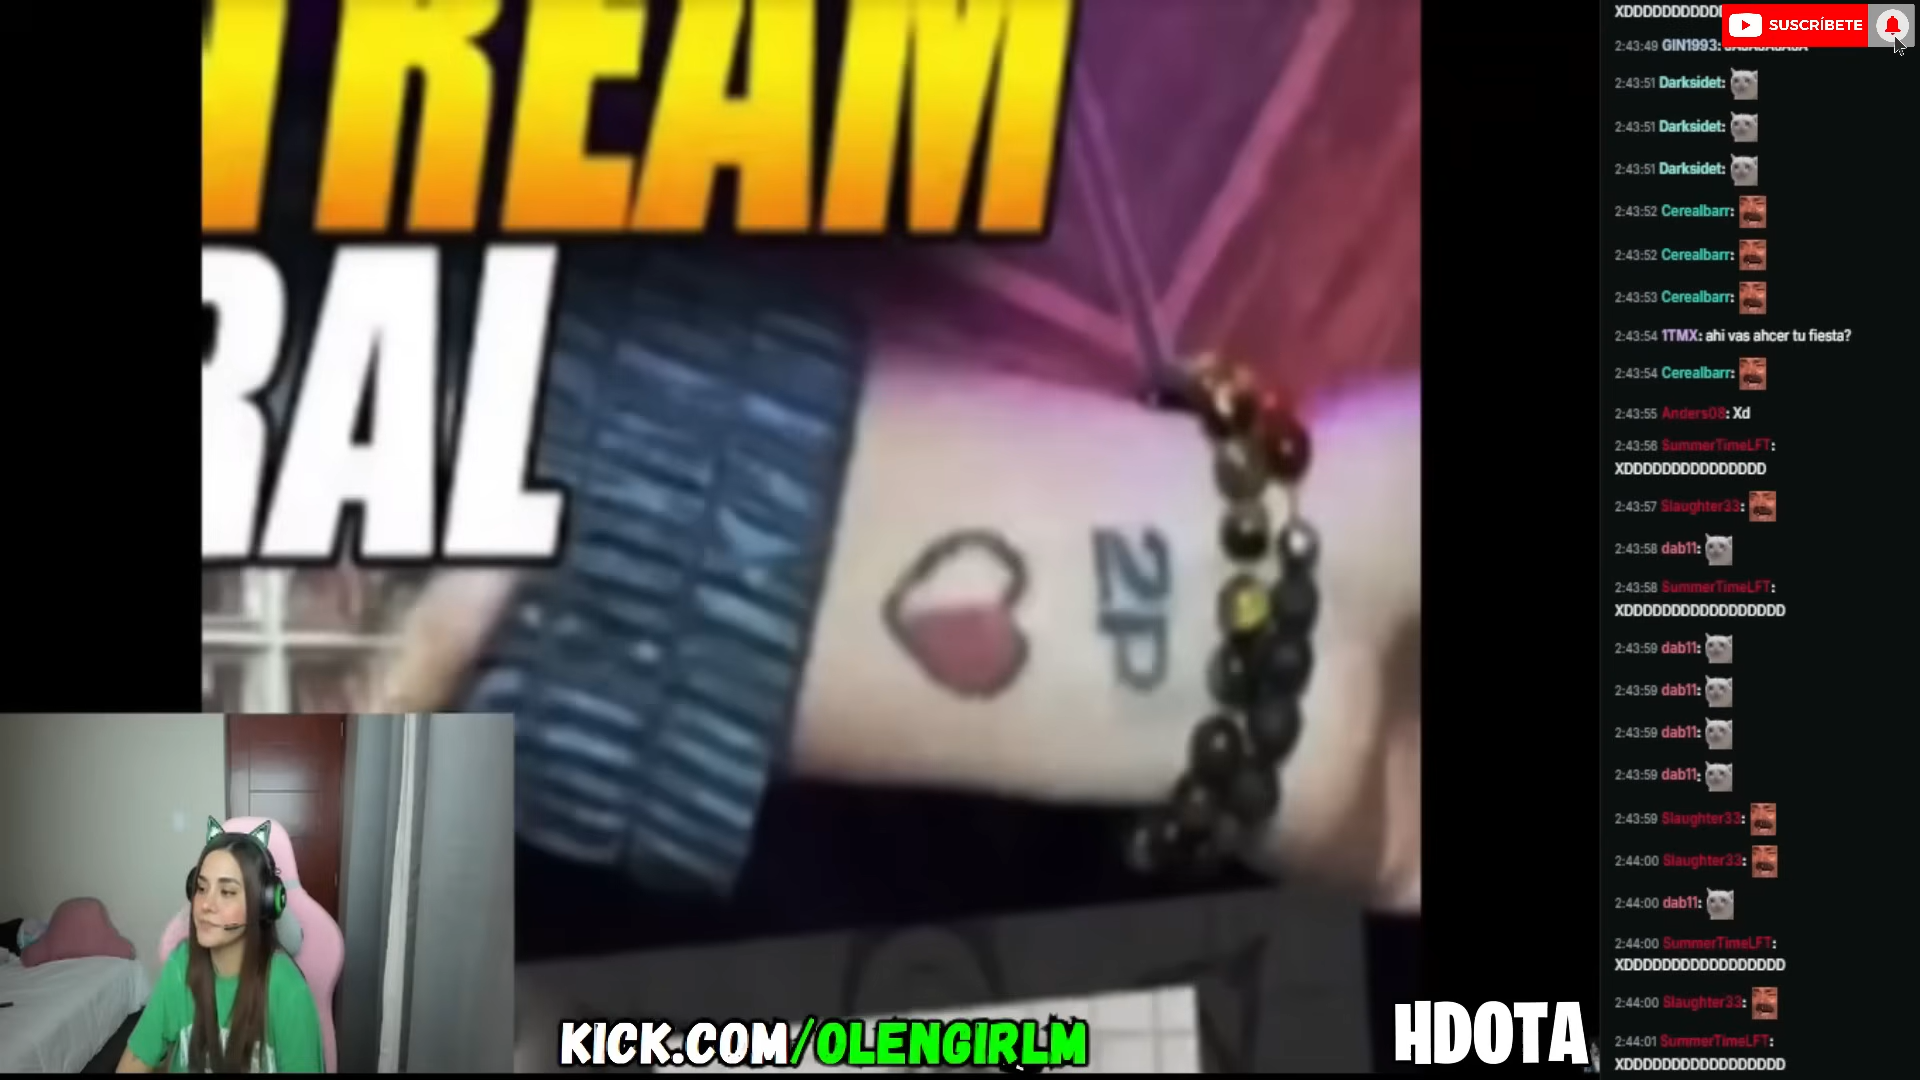 TREAM
RAL
2P
KICK.COM/OLENGIRLM
HDOTA
SUSCRÍBETE
XDDDDDDDDDD
2:43:49 GIN1993:
2:43:51 Darksidet:
2:43:51 Darksidet:
2:43:51 Darksidet:
2:43:52 Cerealbarr:
2:43:52 Cerealbarr:
2:43:53 Cerealbarr:
2:43:54 1TMX: ahi vas ahcer tu fiesta?
2:43:54 Cerealbarr:
2:43:55 Anders08: Xd
2:43:56 SummerTimeLFT:
XDDDDDDDDDDDDDDD
2:43:57 Slaughter33:
2:43:58 dab11:
2:43:58 SummerTimeLFT:
XDDDDDDDDDDDDDDDDD
2:43:59 dab11:
2:43:59 dab11:
2:43:59 dab11:
2:43:59 dab11:
2:43:59 Slaughter33:
2:44:00 Slaughter33:
2:44:00 dab11:
2:44:00 SummerTimeLFT:
XDDDDDDDDDDDDDDDDD
2:44:00 Slaughter33:
2:44:01 SummerTimeLFT:
XDDDDDDDDDDDDDDDDD